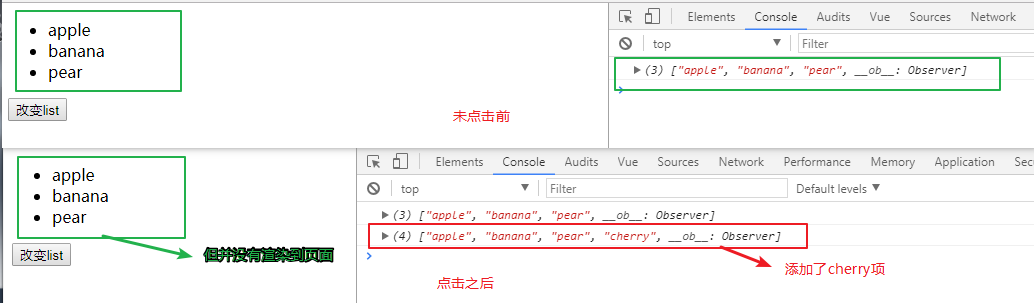 apple
banana
pear
改变list
未点击前
Elements Console Audits Vue Sources Network
top Filter
(3) ["apple", "banana", "pear", __ob__: Observer]
apple
banana
pear
改变list
但并没有渲染到页面
Elements Console Audits Vue Sources Network Performance Memory Application Sec
top Filter Default levels
(3) ["apple", "banana", "pear", __ob__: Observer]
(4) ["apple", "banana", "pear", "cherry", __ob__: Observer]
添加了cherry项
点击之后